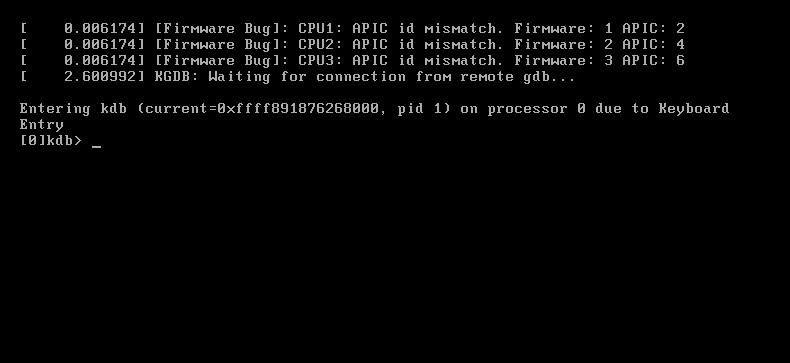 [    0.006174] [Firmware Bug]: CPU1: APIC id mismatch. Firmware: 1 APIC: 2
[    0.006174] [Firmware Bug]: CPU2: APIC id mismatch. Firmware: 2 APIC: 4
[    0.006174] [Firmware Bug]: CPU3: APIC id mismatch. Firmware: 3 APIC: 6
[    2.600992] KGDB: Waiting for connection from remote gdb...
Entering kdb (current=0xffff891876268000, pid 1) on processor 0 due to Keyboard
Entry
[0]kdb> _